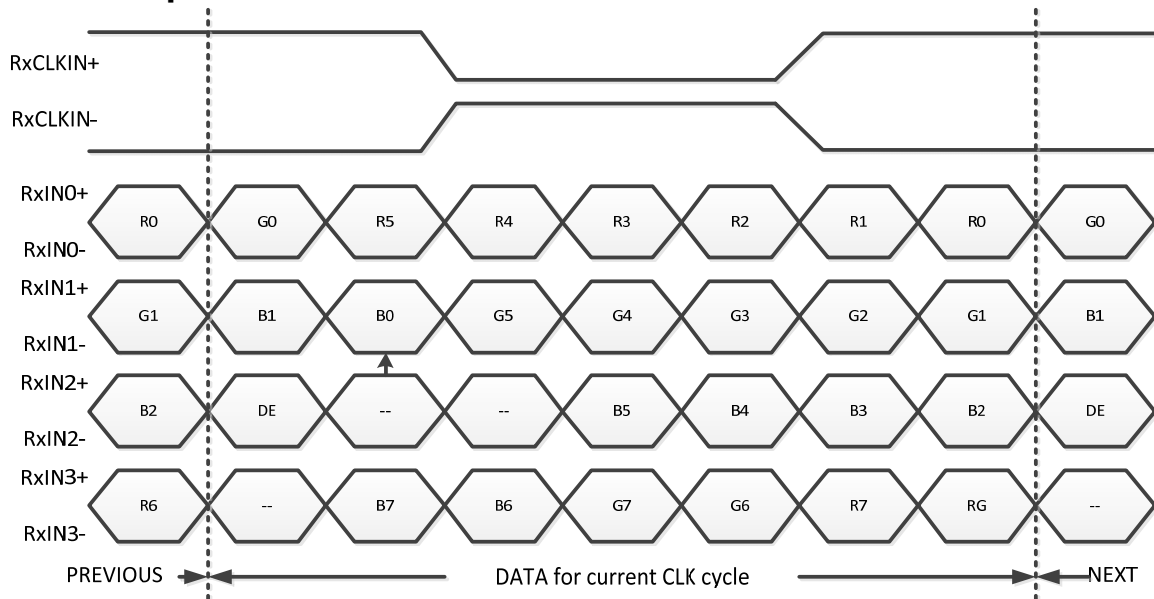 RxCLKIN+
RxCLKIN-
RxIN0+
R0 G0 R5 R4 R3 R2 R1 R0 G0
RxIN0-
RxIN1+
G1 B1 B0 G5 G4 G3 G2 G1 B1
RxIN1-
RxIN2+
B2 DE -- -- B5 B4 B3 B2 DE
RxIN2-
RxIN3+
R6 -- B7 B6 G7 G6 R7 RG --
RxIN3-
PREVIOUS DATA for current CLK cycle NEXT